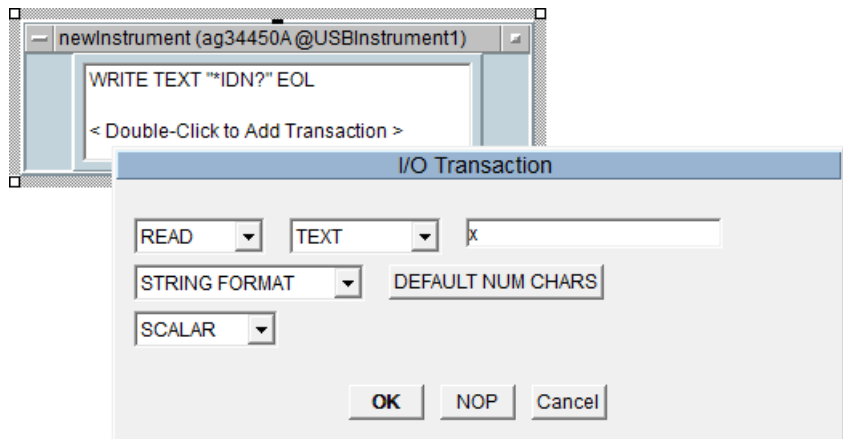 newInstrument (ag34450A@USBInstrument1)
WRITE TEXT "*IDN?" EOL
< Double-Click to Add Transaction >
I/O Transaction
READ TEXT x
STRING FORMAT DEFAULT NUM CHARS
SCALAR
OK NOP Cancel